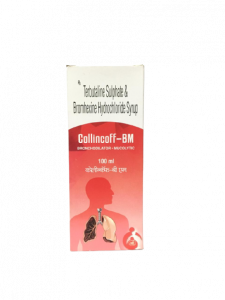 Terbutaline Sulphate &
Bromhexine Hydrochloride Syrup
Collincoff-BM
100 ml